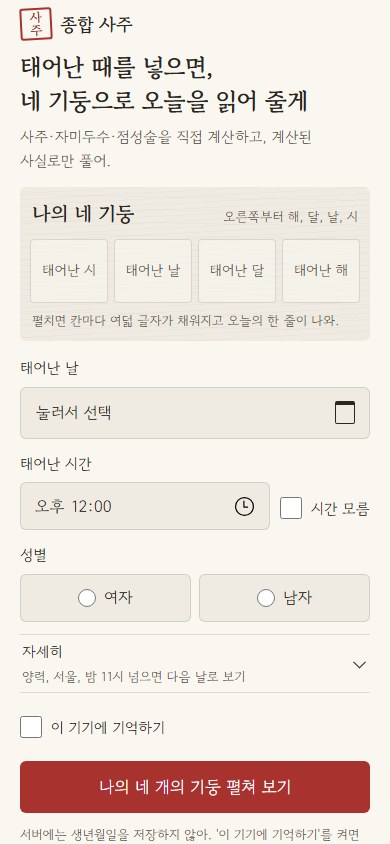 사주
종합 사주
태어난 때를 넣으면,
네 기둥으로 오늘을 읽어 줄게
사주·자미두수·점성술을 직접 계산하고, 계산된
사실로만 풀어.
나의 네 기둥
오른쪽부터 해, 달, 날, 시
태어난 시
태어난 날
태어난 달
태어난 해
펼치면 칸마다 여덟 글자가 채워지고 오늘의 한 줄이 나와.
태어난 날
눌러서 선택
태어난 시간
오후 12:00
시간 모름
성별
여자
남자
자세히
양력, 서울, 밤 11시 넘으면 다음 날로 보기
이 기기에 기억하기
나의 네 개의 기둥 펼쳐 보기
서버에는 생년월일을 저장하지 않아. '이 기기에 기억하기'를 켜면